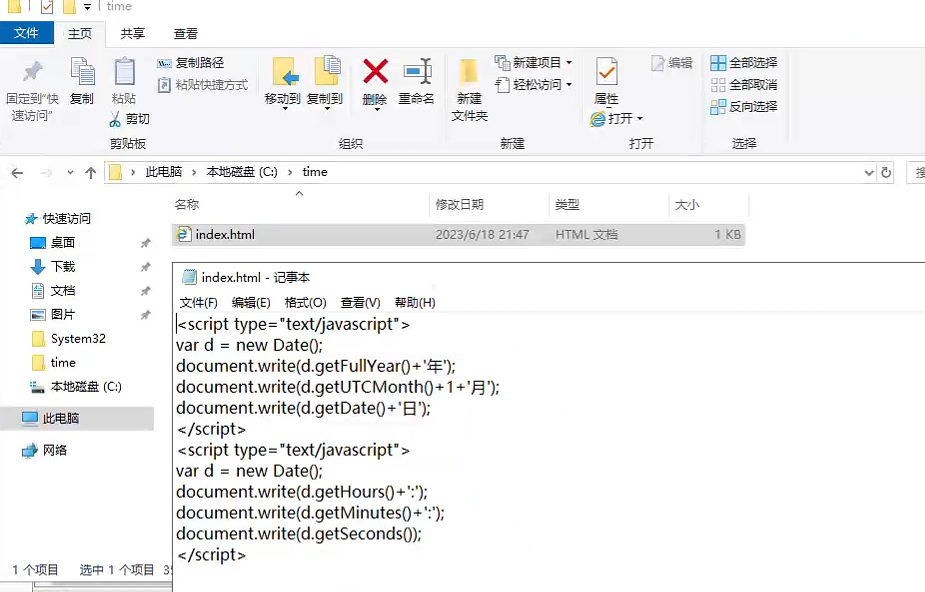 time
文件 主页 共享 查看
固定到"快速访问"
复制
粘贴
复制路径
粘贴快捷方式
剪切
剪贴板
移动到 复制到 删除 重命名
组织
新建文件夹
新建项目
轻松访问
新建
属性
打开
编辑
打开
全部选择
全部取消
反向选择
选择
此电脑 › 本地磁盘 (C:) › time
名称 修改日期 类型 大小
index.html 2023/6/18 21:47 HTML 文档 1 KB
快速访问
桌面
下载
文档
图片
System32
time
本地磁盘 (C:)
此电脑
网络
1 个项目 选中 1 个项目
index.html - 记事本
文件(F) 编辑(E) 格式(O) 查看(V) 帮助(H)
<script type="text/javascript">
var d = new Date();
document.write(d.getFullYear()+'年');
document.write(d.getUTCMonth()+1+'月');
document.write(d.getDate()+'日');
</script>
<script type="text/javascript">
var d = new Date();
document.write(d.getHours()+':');
document.write(d.getMinutes()+':');
document.write(d.getSeconds());
</script>